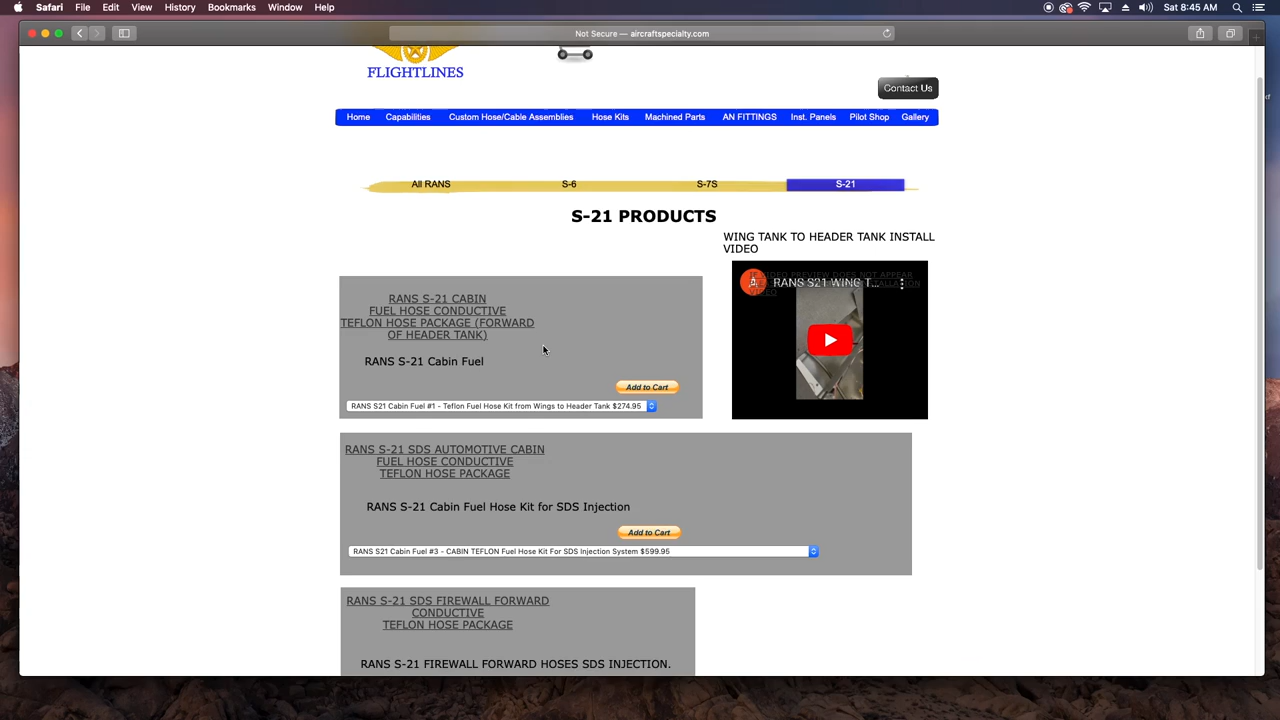 Safari File Edit View History Bookmarks Window Help
Sat 8:45 AM
Not Secure — aircraftspecialty.com
FLIGHTLINES
Contact Us
Home Capabilities Custom Hose/Cable Assemblies Hose Kits Machined Parts AN FITTINGS Inst. Panels Pilot Shop Gallery
All RANS S-6 S-7S S-21
S-21 PRODUCTS
WING TANK TO HEADER TANK INSTALL
VIDEO
IF VIDEO PREVIEW DOES NOT APPEAR
RANS S21 WING T...
VIDEO
RANS S-21 CABIN
FUEL HOSE CONDUCTIVE
TEFLON HOSE PACKAGE (FORWARD
OF HEADER TANK)
RANS S-21 Cabin Fuel
Add to Cart
RANS S21 Cabin Fuel #1 - Teflon Fuel Hose Kit from Wings to Header Tank $274.95
RANS S-21 SDS AUTOMOTIVE CABIN
FUEL HOSE CONDUCTIVE
TEFLON HOSE PACKAGE
RANS S-21 Cabin Fuel Hose Kit for SDS Injection
Add to Cart
RANS S21 Cabin Fuel #3 - CABIN TEFLON Fuel Hose Kit For SDS Injection System $599.95
RANS S-21 SDS FIREWALL FORWARD
CONDUCTIVE
TEFLON HOSE PACKAGE
RANS S-21 FIREWALL FORWARD HOSES SDS INJECTION.